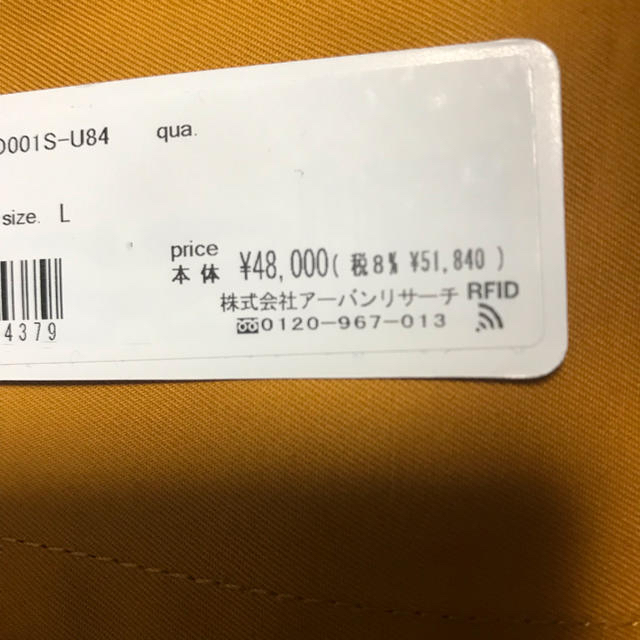 D001S-U84 qua.
size. L
price
本体 ¥48,000( 税8% ¥51,840 )
株式会社アーバンリサーチ RFID
4379 0120-967-013